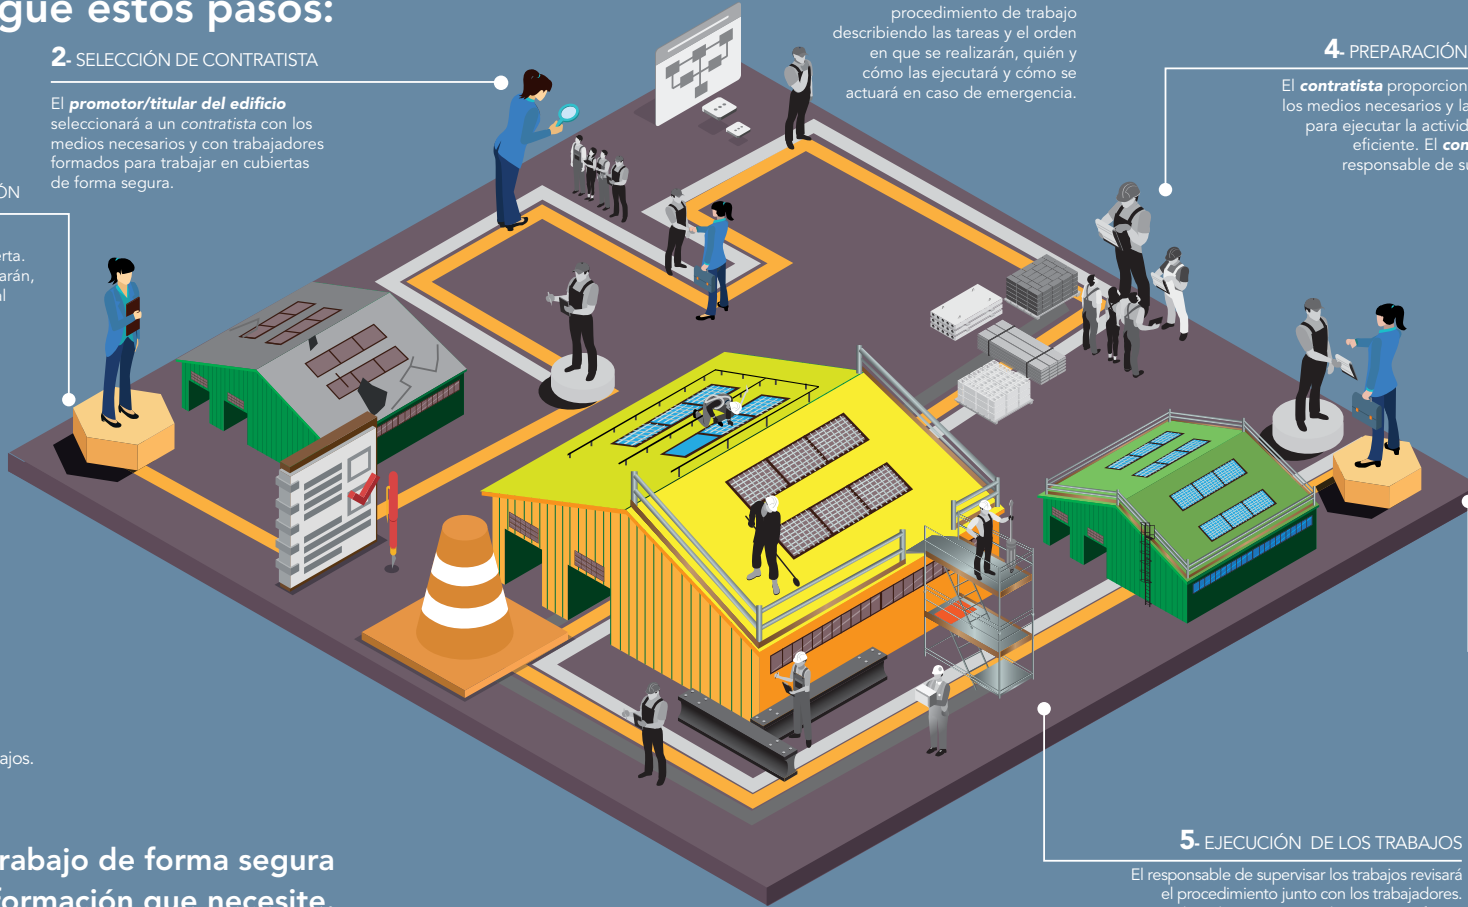 gue estos pasos:
2- SELECCIÓN DE CONTRATISTA
El promotor/titular del edificio
seleccionará a un contratista con los
medios necesarios y con trabajadores
formados para trabajar en cubiertas
de forma segura.
procedimiento de trabajo
describiendo las tareas y el orden
en que se realizarán, quién y
cómo las ejecutará y cómo se
actuará en caso de emergencia.
4- PREPARACIÓN
El contratista proporcion
los medios necesarios y la
para ejecutar la activid
eficiente. El con
responsable de su
ÓN
erta.
arán,
al
ajos.
rabajo de forma segura
formación que necesite.
5- EJECUCIÓN DE LOS TRABAJOS
El responsable de supervisar los trabajos revisará
el procedimiento junto con los trabajadores.